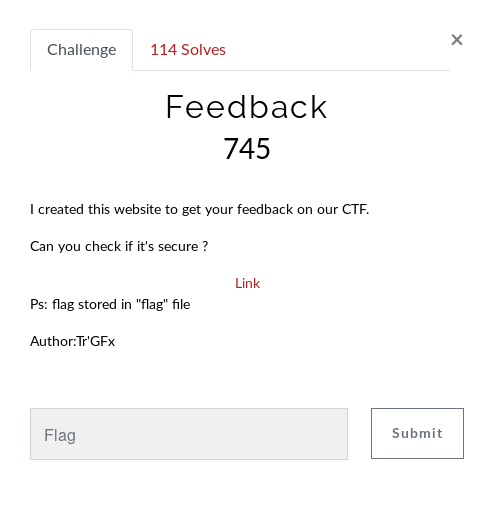 Challenge
114 Solves
×
Feedback
745
I created this website to get your feedback on our CTF.
Can you check if it's secure ?
Link
Ps: flag stored in "flag" file
Author:Tr'GFx
Flag
Submit